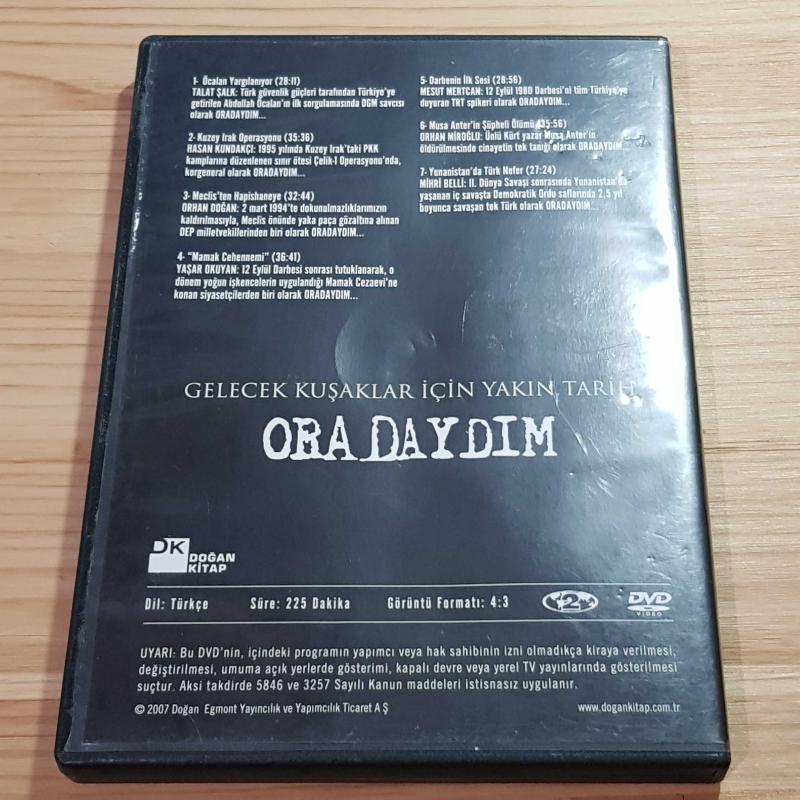 1- Öcalan Yargılanıyor (28:11)
TALAT ŞALK: Türk güvenlik güçleri tarafından Türkiye'ye
getirilen Abdullah Öcalan'ın ilk sorgulamasında DGM savcısı
olarak ORADAYDIM...
2- Kuzey Irak Operasyonu (35:36)
HASAN KUNDAKÇI: 1995 yılında Kuzey Irak'taki PKK
kamplarına düzenlenen sınır ötesi Çelik-1 Operasyonu'nda,
korgeneral olarak ORADAYDIM...
3- Meclis'ten Hapishaneye (32:44)
ORHAN DOĞAN: 2 mart 1994'te dokunulmazlıklarımızın
kaldırılmasıyla, Meclis önünde yaka paça gözaltına alınan
DEP milletvekillerinden biri olarak ORADAYDIM...
4- "Mamak Cehennemi" (36:41)
YAŞAR OKUYAN: 12 Eylül Darbesi sonrası tutuklanarak, o
dönem yoğun işkencelerin uygulandığı Mamak Cezaevi'ne
konan siyasetçilerden biri olarak ORADAYDIM...
5- Darbenin İlk Sesi (28:56)
MESUT MERTCAN: 12 Eylül 1980 Darbesi'ni tüm Türkiye'ye
duyuran TRT spikeri olarak ORADAYDIM...
6- Musa Anter'in Şüpheli Ölümü (35:56)
ORHAN MİROĞLU: Ünlü Kürt yazar Musa Anter'in
öldürülmesinde cinayetin tek tanığı olarak ORADAYDIM...
7- Yunanistan'da Türk Nefer (27:24)
MİHRİ BELLİ: II. Dünya Savaşı sonrasında Yunanistan'da
yaşanan iç savaşta Demokratik Ordu saflarında 2,5 yıl
boyunca savaşan tek Türk olarak ORADAYDIM...
GELECEK KUŞAKLAR İÇİN YAKIN TARİH
ORADAYDIM
DK DOĞAN
KİTAP
Dil: Türkçe Süre: 225 Dakika Görüntü Formatı: 4:3 2 DVD
VIDEO
UYARI: Bu DVD'nin, içindeki programın yapımcı veya hak sahibinin izni olmadıkça kiraya verilmesi,
değiştirilmesi, umuma açık yerlerde gösterimi, kapalı devre veya yerel TV yayınlarında gösterilmesi
suçtur. Aksi takdirde 5846 ve 3257 Sayılı Kanun maddeleri istisnasız uygulanır.
© 2007 Doğan Egmont Yayıncılık ve Yapımcılık Ticaret A Ş www.dogankitap.com.tr